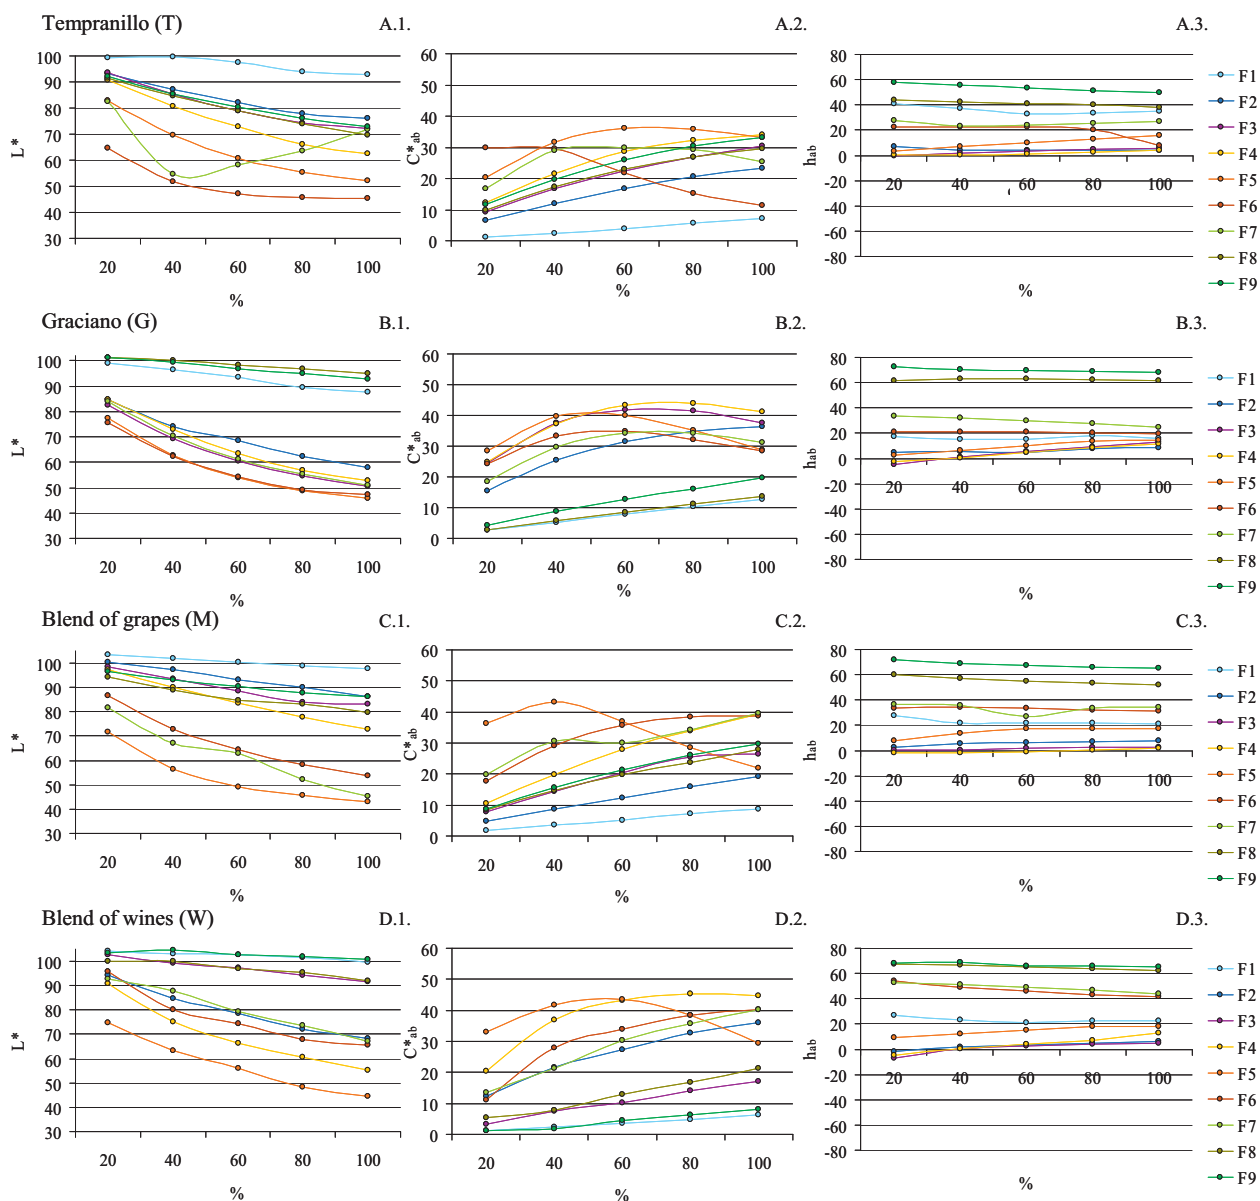 Tempranillo (T) A.1. A.2. A.3.
100 90 80 70 60 50 40 30
L*
20 40 60 80 100
%
60 50 40 30 20 10 0
C*ab
20 40 60 80 100
%
80 60 40 20 0 -20 -40 -60 -80
hab
20 40 60 80 100
%
F1
F2
F3
F4
F5
F6
F7
F8
F9
Graciano (G) B.1. B.2. B.3.
100 90 80 70 60 50 40 30
L*
20 40 60 80 100
%
60 50 40 30 20 10 0
C*ab
20 40 60 80 100
%
80 60 40 20 0 -20 -40 -60 -80
hab
20 40 60 80 100
%
F1
F2
F3
F4
F5
F6
F7
F8
F9
Blend of grapes (M) C.1. C.2. C.3.
100 90 80 70 60 50 40 30
L*
20 40 60 80 100
%
60 50 40 30 20 10 0
C*ab
20 40 60 80 100
%
80 60 40 20 0 -20 -40 -60 -80
hab
20 40 60 80 100
%
F1
F2
F3
F4
F5
F6
F7
F8
F9
Blend of wines (W) D.1. D.2. D.3.
100 90 80 70 60 50 40 30
L*
20 40 60 80 100
%
60 50 40 30 20 10 0
C*ab
20 40 60 80 100
%
80 60 40 20 0 -20 -40 -60 -80
hab
20 40 60 80 100
%
F1
F2
F3
F4
F5
F6
F7
F8
F9